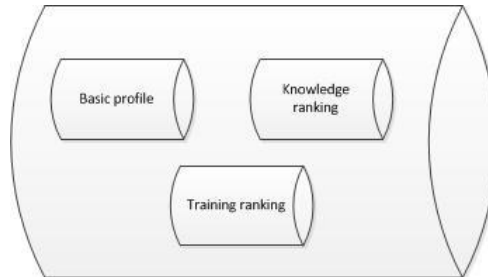 Basic profile
Knowledge
ranking
Training ranking